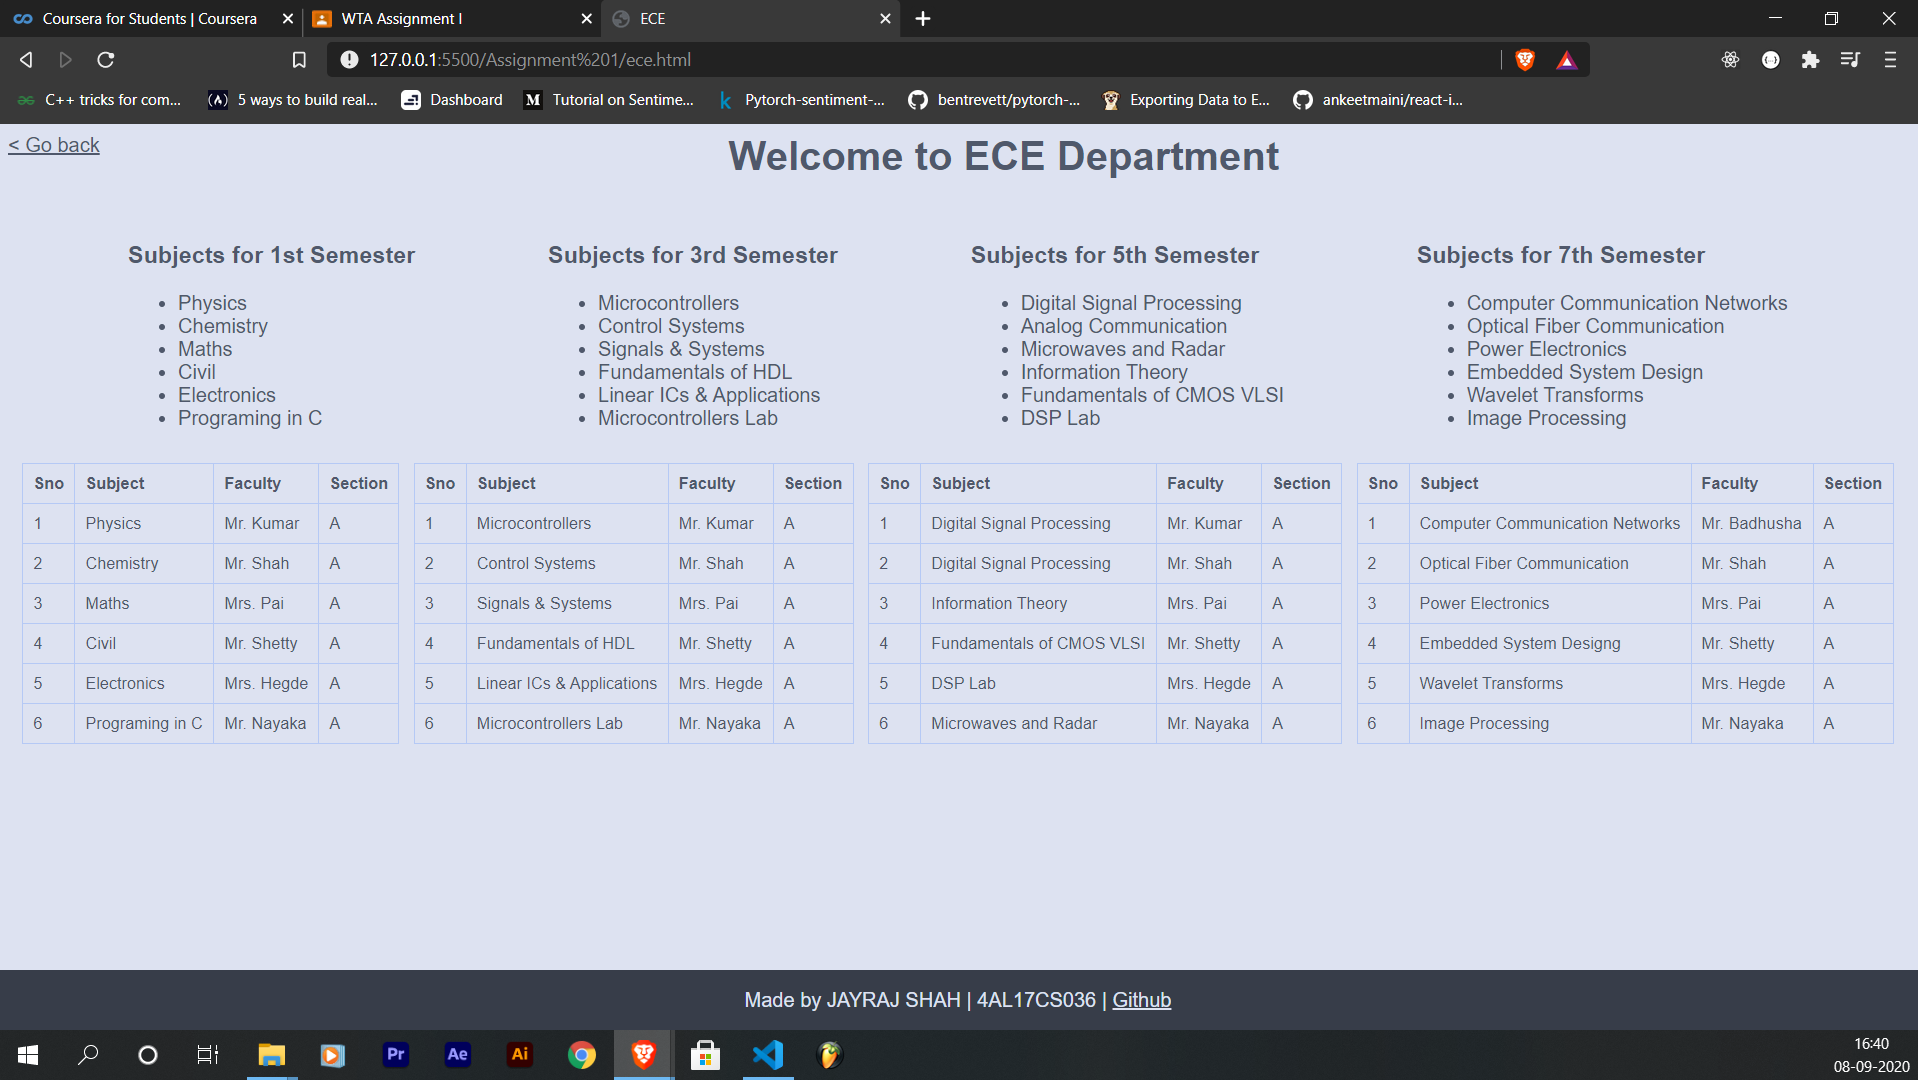 Coursera for Students | Coursera
WTA Assignment I
ECE
127.0.0.1:5500/Assignment%201/ece.html
C++ tricks for com...
5 ways to build real...
Dashboard
Tutorial on Sentime...
Pytorch-sentiment-...
bentrevett/pytorch-...
Exporting Data to E...
ankeetmaini/react-i...
< Go back
Welcome to ECE Department
Subjects for 1st Semester
Physics
Chemistry
Maths
Civil
Electronics
Programing in C
Subjects for 3rd Semester
Microcontrollers
Control Systems
Signals & Systems
Fundamentals of HDL
Linear ICs & Applications
Microcontrollers Lab
Subjects for 5th Semester
Digital Signal Processing
Analog Communication
Microwaves and Radar
Information Theory
Fundamentals of CMOS VLSI
DSP Lab
Subjects for 7th Semester
Computer Communication Networks
Optical Fiber Communication
Power Electronics
Embedded System Design
Wavelet Transforms
Image Processing
Sno Subject Faculty Section
1 Physics Mr. Kumar A
2 Chemistry Mr. Shah A
3 Maths Mrs. Pai A
4 Civil Mr. Shetty A
5 Electronics Mrs. Hegde A
6 Programing in C Mr. Nayaka A
Sno Subject Faculty Section
1 Microcontrollers Mr. Kumar A
2 Control Systems Mr. Shah A
3 Signals & Systems Mrs. Pai A
4 Fundamentals of HDL Mr. Shetty A
5 Linear ICs & Applications Mrs. Hegde A
6 Microcontrollers Lab Mr. Nayaka A
Sno Subject Faculty Section
1 Digital Signal Processing Mr. Kumar A
2 Digital Signal Processing Mr. Shah A
3 Information Theory Mrs. Pai A
4 Fundamentals of CMOS VLSI Mr. Shetty A
5 DSP Lab Mrs. Hegde A
6 Microwaves and Radar Mr. Nayaka A
Sno Subject Faculty Section
1 Computer Communication Networks Mr. Badhusha A
2 Optical Fiber Communication Mr. Shah A
3 Power Electronics Mrs. Pai A
4 Embedded System Designg Mr. Shetty A
5 Wavelet Transforms Mrs. Hegde A
6 Image Processing Mr. Nayaka A
Made by JAYRAJ SHAH | 4AL17CS036 | Github
Pr
Ae
Ai
16:40
08-09-2020